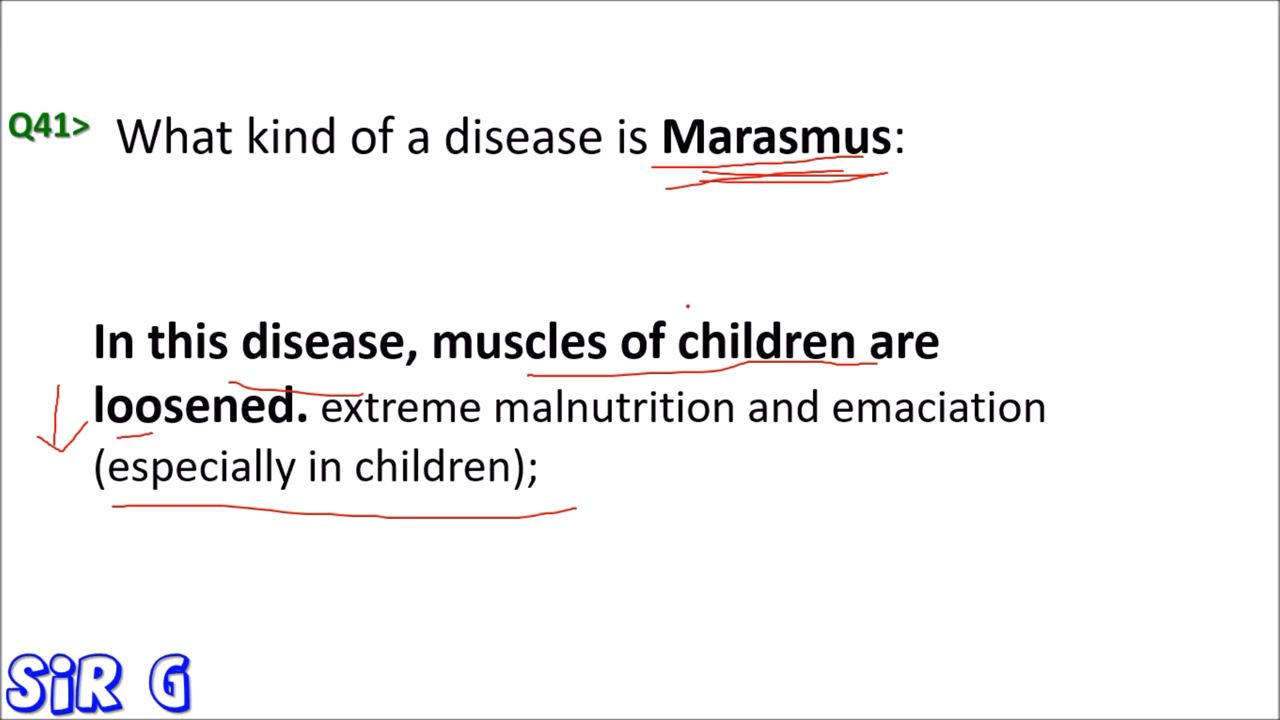 Q41> What kind of a disease is Marasmus:
In this disease, muscles of children are
loosened. extreme malnutrition and emaciation
(especially in children);
SiR G